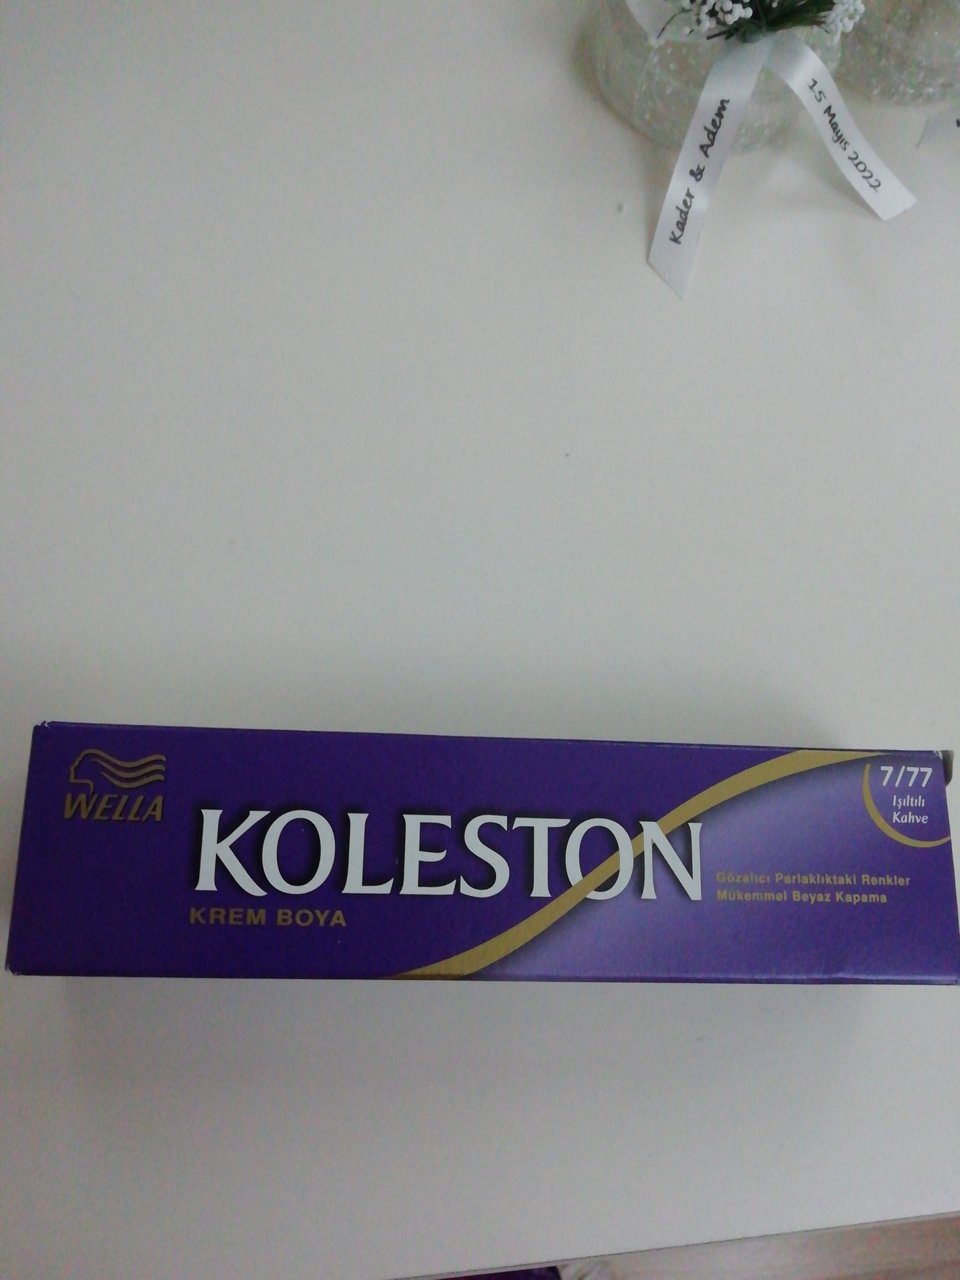 Kader & Adem
15 Mayıs 2022
WELLA
KOLESTON
KREM BOYA
7/77
Işıltılı
Kahve
Gözalıcı Parlaklıktaki Renkler
Mükemmel Beyaz Kapama